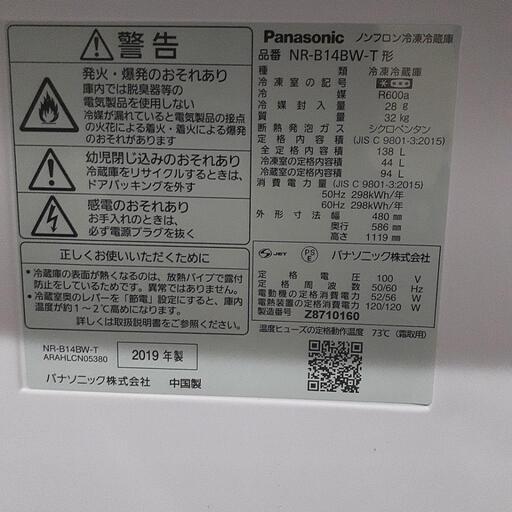 警告
発火・爆発のおそれあり
庫内では脱臭器等の
電気製品を使用しない
冷媒が漏れていると電気製品の接点
の火花による着火・着火による爆発
のおそれがあります
幼児閉じ込みのおそれあり
冷蔵庫をリサイクルするときは、
ドアパッキングを外す
感電のおそれあり
お手入れのときは、
必ず電源プラグを抜く
正しくお使いいただくために
・冷蔵庫の表面が熱くなるのは、放熱パイプで露付
防止をしているためです。異常ではありません。
・冷蔵室奥のレバーを「節電」設定にすると、庫内
温度が約1~2℃高めになります。
詳しくは取扱説明書をご参照ください。
NR-B14BW-T
ARAHLCN05380
2019 年製
パナソニック株式会社 中国製
Panasonic ノンフロン冷凍冷蔵庫
品番 NR-B14BW-T 形
種類 冷凍冷蔵庫
冷凍室の記号
冷媒 R600a
冷媒封入量 28 g
質量 32 kg
断熱発泡ガス シクロペンタン
定格内容積 (JIS C 9801-3:2015)
全定格内容積 138 L
冷凍室の定格内容積 44 L
冷蔵室の定格内容積 94 L
消費電力量 (JIS C 9801-3:2015)
50Hz 298kWh/年
60Hz 298kWh/年
外形寸法 幅 480 mm
奥行 586 mm
高さ 1119 mm
JET PS E パナソニック株式会社
定格電圧 100 V
定格周波数 50/60 Hz
電動機の定格消費電力 52/56 W
電熱装置の定格消費電力 120/120 W
製造番号 Z8710160
温度ヒューズの定格動作温度 73℃ (霜取用)